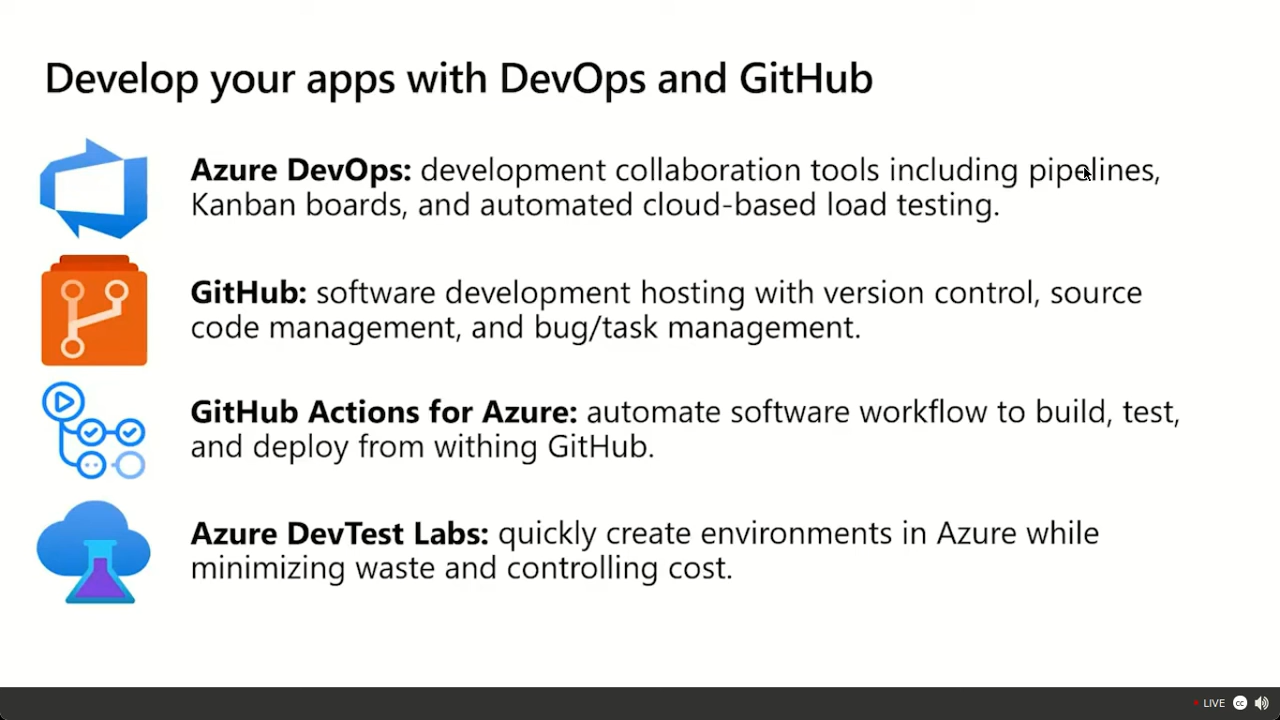 Develop your apps with DevOps and GitHub
Azure DevOps: development collaboration tools including pipelines,
Kanban boards, and automated cloud-based load testing.
GitHub: software development hosting with version control, source
code management, and bug/task management.
GitHub Actions for Azure: automate software workflow to build, test,
and deploy from withing GitHub.
Azure DevTest Labs: quickly create environments in Azure while
minimizing waste and controlling cost.
LIVE CC